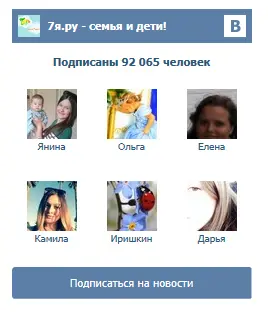 7я.ру - семья и дети!
B
Подписаны 92 065 человек
Янина Ольга Елена
Камила Иришкин Дарья
Подписаться на новости